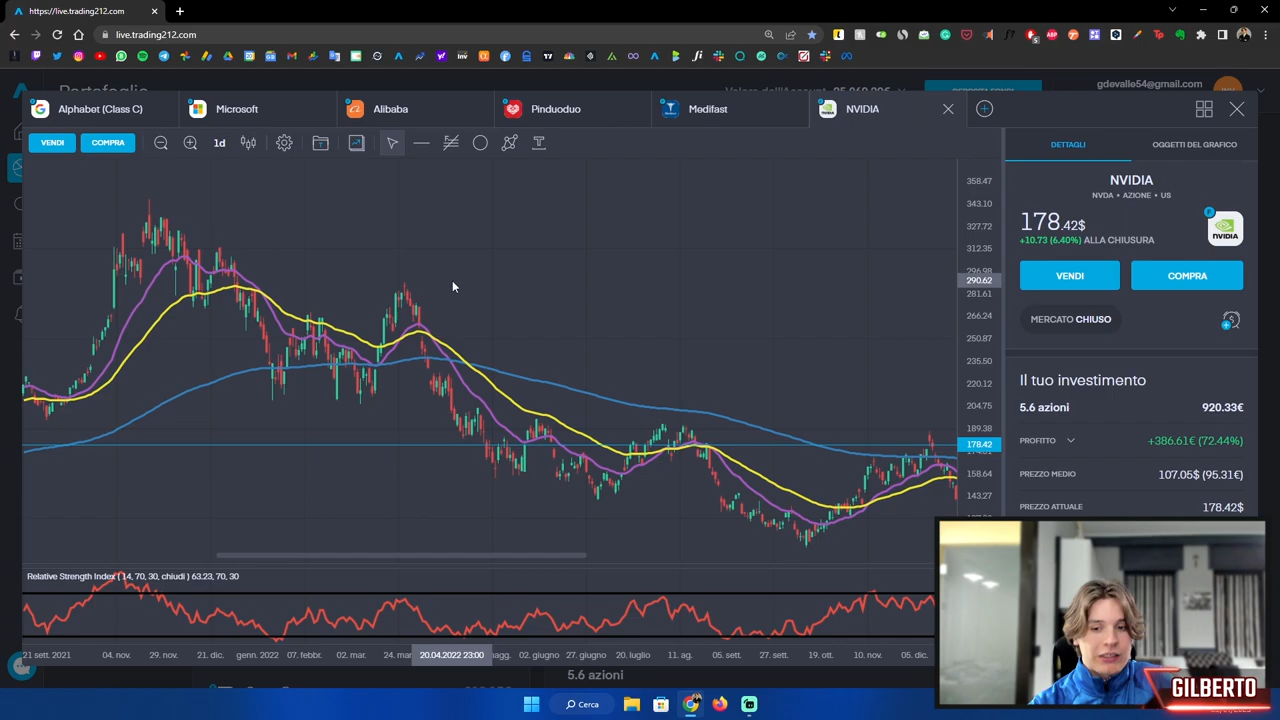 https://live.trading212.com/
live.trading212.com
Portafoglio
gdevalle54@gmail.com
Alphabet (Class C)
Microsoft
Alibaba
Pinduoduo
Medifast
NVIDIA
VENDI
COMPRA
1d
DETTAGLI
OGGETTI DEL GRAFICO
NVIDIA
NVDA • AZIONE • US
178.42$
+10.73 (6.40%) ALLA CHIUSURA
NVIDIA
VENDI
COMPRA
MERCATO CHIUSO
Il tuo investimento
5.6 azioni
920.33€
PROFITTO
+386.61€ (72.44%)
PREZZO MEDIO
107.05$ (95.31€)
PREZZO ATTUALE
178.42$
358.47
343.10
327.72
312.35
296.98
290.62
281.61
266.24
250.87
235.50
220.12
204.75
189.38
178.42
158.64
143.27
Relative Strength Index ( 14, 70, 30, chiudi ) 63.23, 70, 30
21 sett. 2021
04. nov.
29. nov.
21. dic.
genn. 2022
07. febbr.
02. mar.
24. mar
20.04.2022 23:00
magg.
02. giugno
27. giugno
20. luglio
11. ag.
05. sett.
27. sett.
19. ott.
10. nov.
05. dic.
5.6 azioni
Cerca
GILBERTO